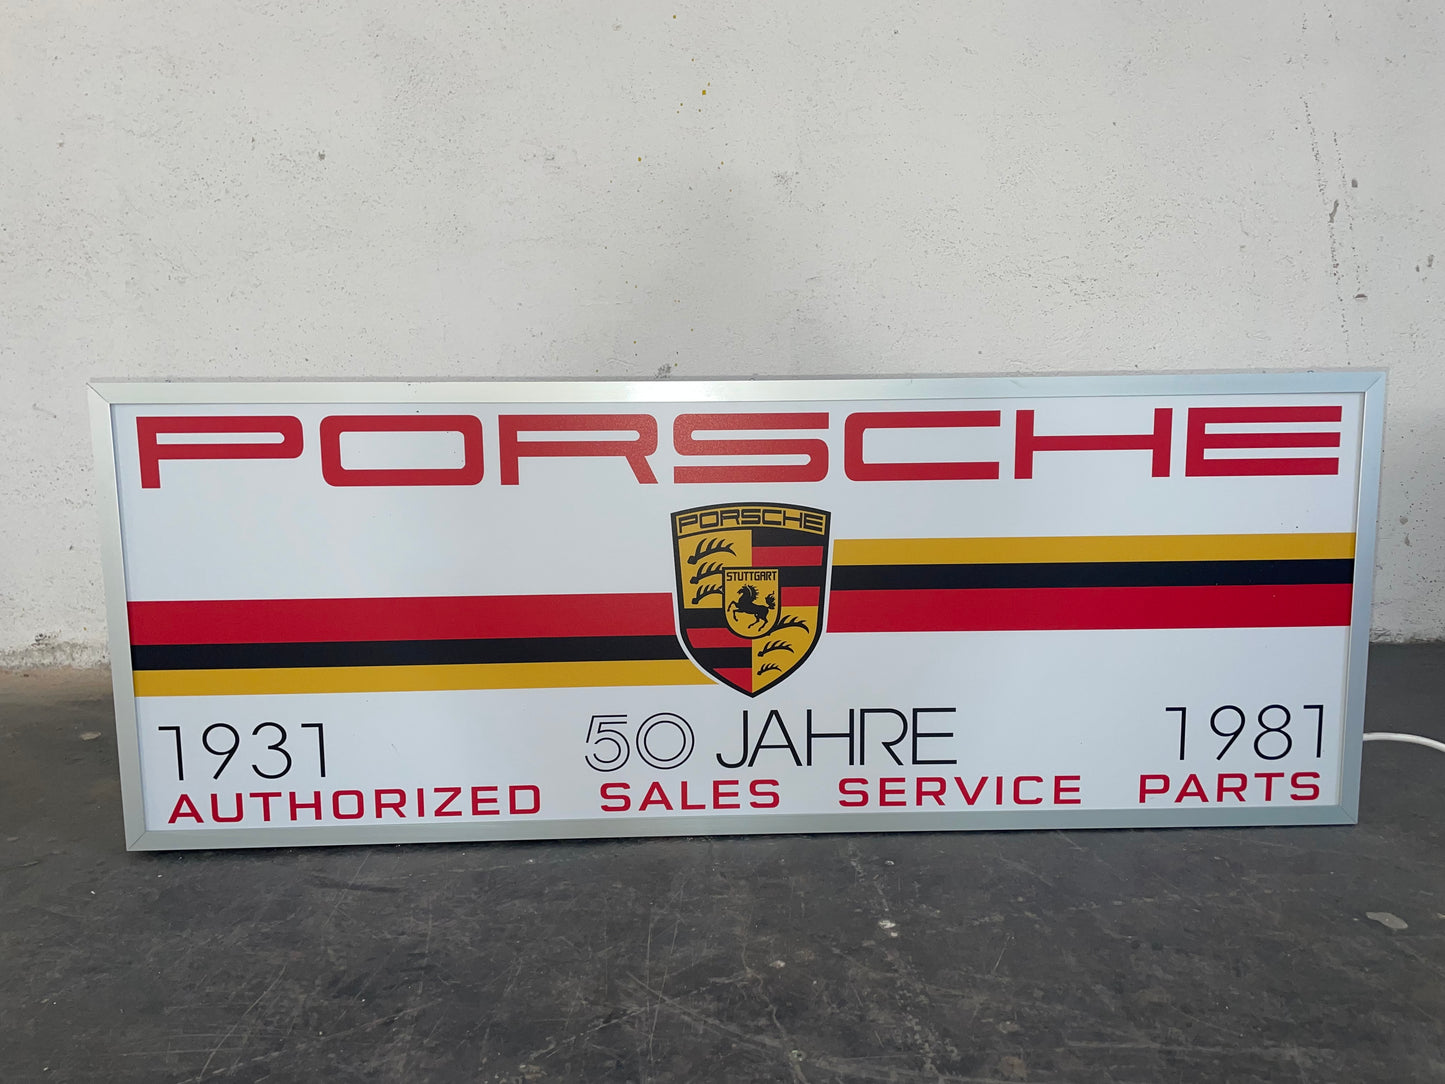 PORSCHE
PORSCHE
STUTTGART
1931 50 JAHRE 1981
AUTHORIZED SALES SERVICE PARTS